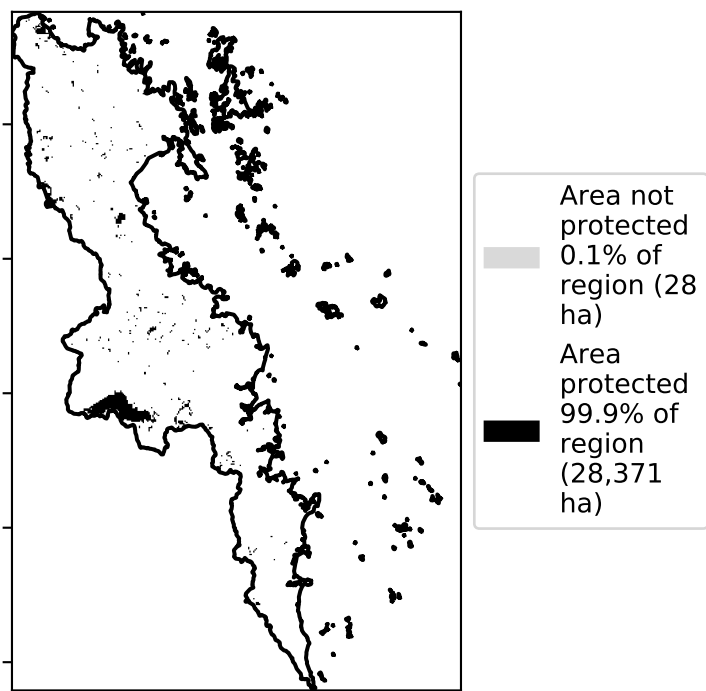 Area not
protected
0.1% of
region (28
ha)
Area
protected
99.9% of
region
(28,371
ha)